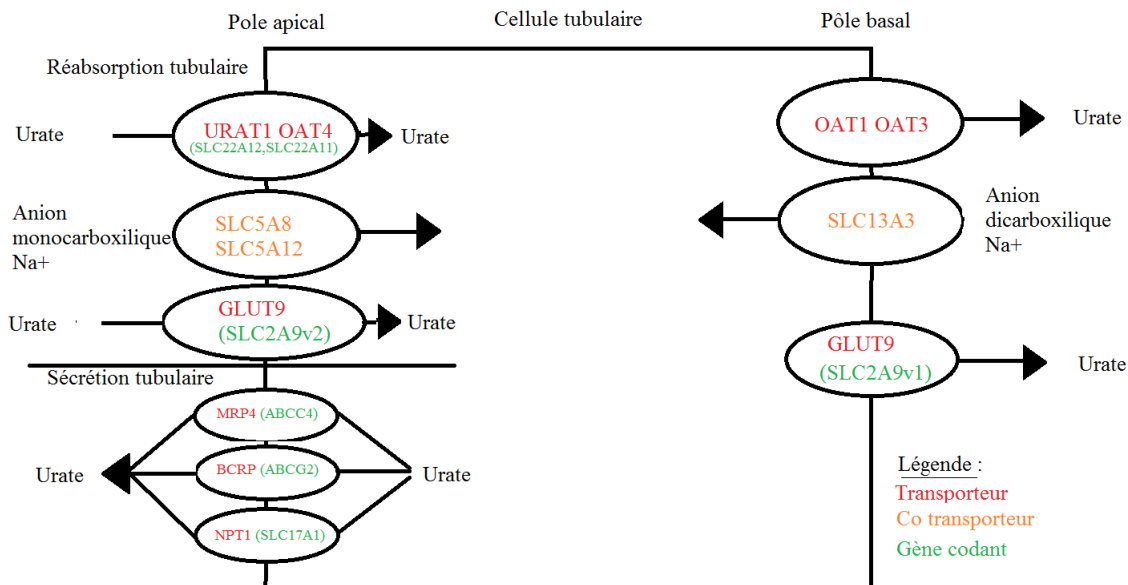 Pole apical
Cellule tubulaire
Pôle basal
Réabsorption tubulaire
Urate
URAT1 OAT4
(SLC22A12,SLC22A11)
Urate
OAT1 OAT3
Urate
Anion
monocarboxilique
Na+
SLC5A8
SLC5A12
SLC13A3
Anion
dicarboxilique
Na+
Urate
GLUT9
(SLC2A9v2)
Urate
GLUT9
(SLC2A9v1)
Urate
Sécrétion tubulaire
MRP4 (ABCC4)
Urate
BCRP (ABCG2)
Urate
NPT1 (SLC17A1)
Légende :
Transporteur
Co transporteur
Gène codant